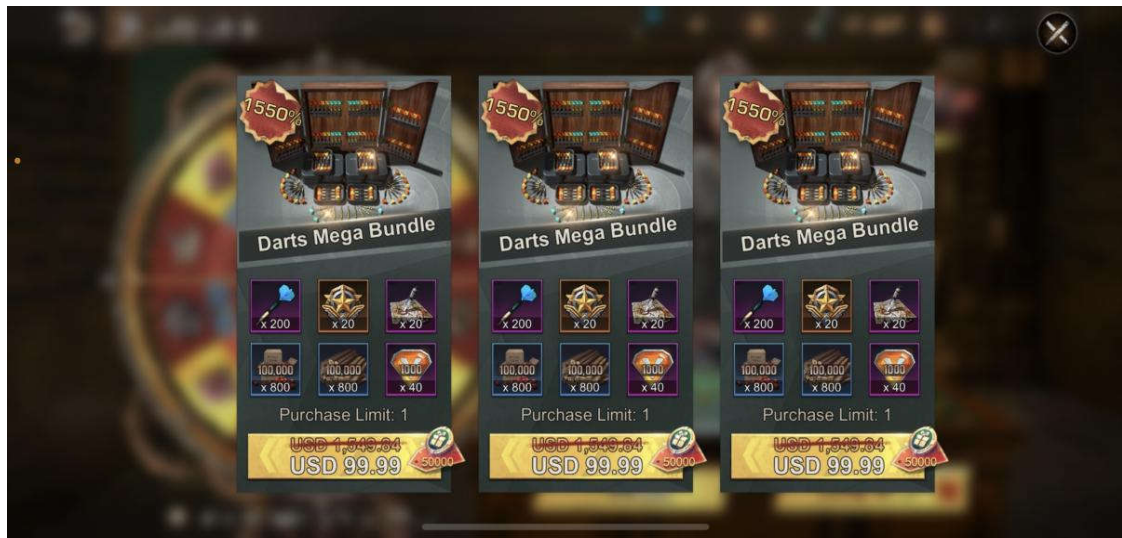 1550%
Darts Mega Bundle
x 200
x 20
x 20
100,000
x 800
100,000
x 800
1000
x 40
Purchase Limit: 1
USD 1,549.84
USD 99.99
50000
1550%
Darts Mega Bundle
x 200
x 20
x 20
100,000
x 800
100,000
x 800
1000
x 40
Purchase Limit: 1
USD 1,549.84
USD 99.99
50000
1550%
Darts Mega Bundle
x 200
x 20
x 20
100,000
x 800
100,000
x 800
1000
x 40
Purchase Limit: 1
USD 1,549.84
USD 99.99
50000